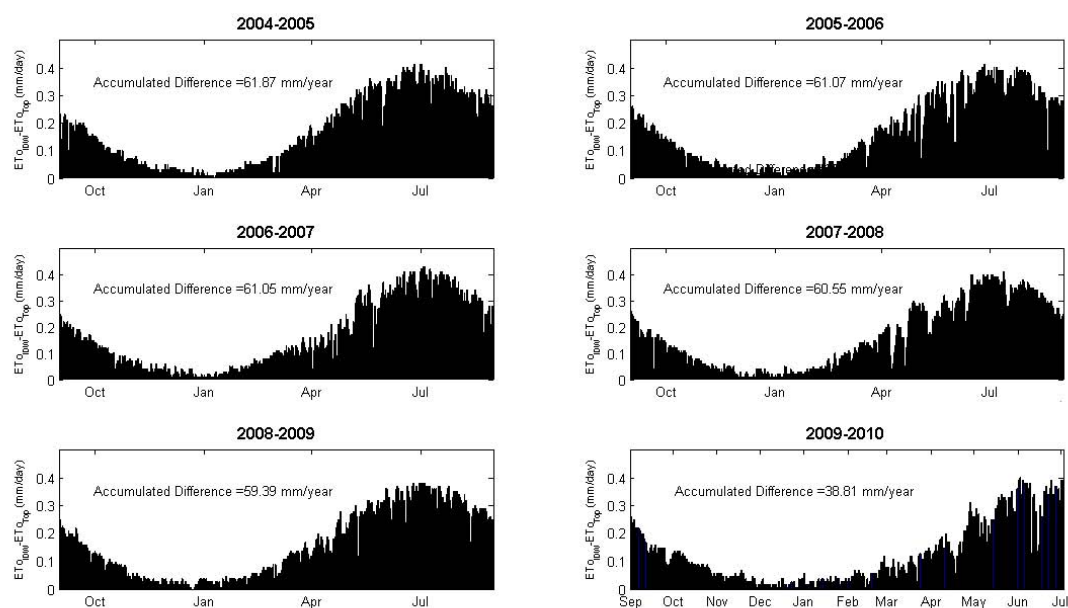 2004-2005
ETo_IDW-ETo_Top (mm/day)
0.4
0.3
0.2
0.1
0
Accumulated Difference =61.87 mm/year
Oct Jan Apr Jul
2005-2006
ETo_IDW-ETo_Top (mm/day)
0.4
0.3
0.2
0.1
0
Accumulated Difference =61.07 mm/year
Oct Jan Apr Jul
2006-2007
ETo_IDW-ETo_Top (mm/day)
0.4
0.3
0.2
0.1
0
Accumulated Difference =61.05 mm/year
Oct Jan Apr Jul
2007-2008
ETo_IDW-ETo_Top (mm/day)
0.4
0.3
0.2
0.1
0
Accumulated Difference =60.55 mm/year
Oct Jan Apr Jul
2008-2009
ETo_IDW-ETo_Top (mm/day)
0.4
0.3
0.2
0.1
0
Accumulated Difference =59.39 mm/year
Oct Jan Apr Jul
2009-2010
ETo_IDW-ETo_Top (mm/day)
0.4
0.3
0.2
0.1
0
Accumulated Difference =38.81 mm/year
Sep Oct Nov Dec Jan Feb Mar Apr May Jun Jul